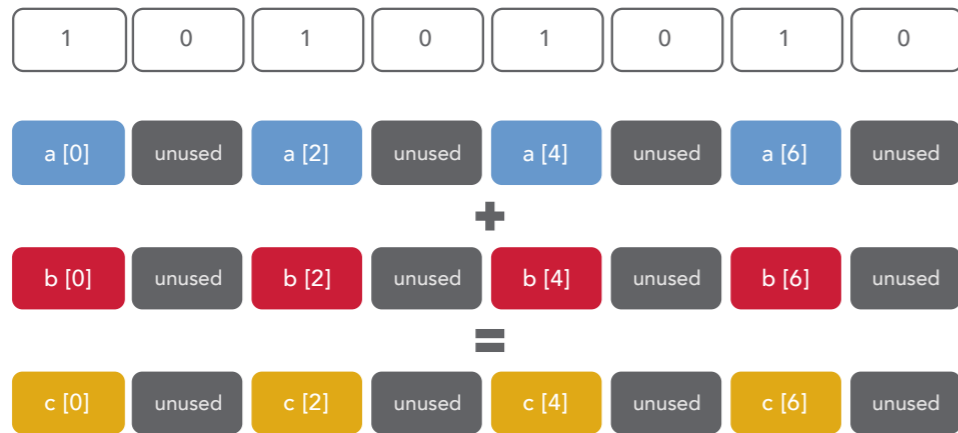 1 0 1 0 1 0 1 0
a [0] unused a [2] unused a [4] unused a [6] unused
+
b [0] unused b [2] unused b [4] unused b [6] unused
=
c [0] unused c [2] unused c [4] unused c [6] unused